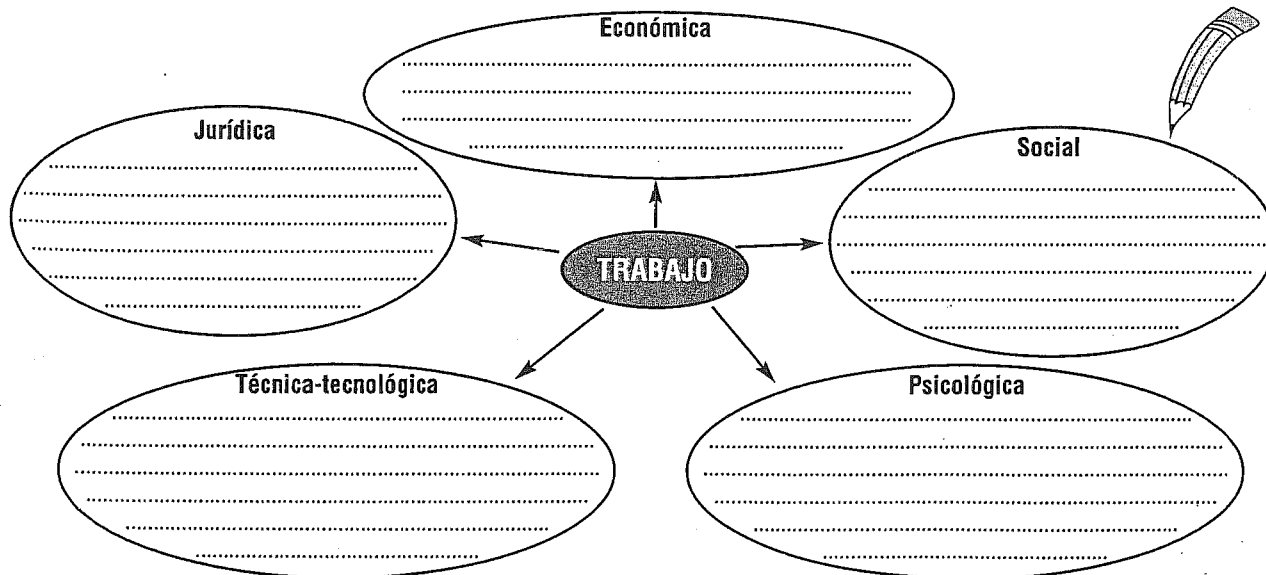 Económica
Jurídica
Social
TRABAJO
Técnica-tecnológica
Psicológica